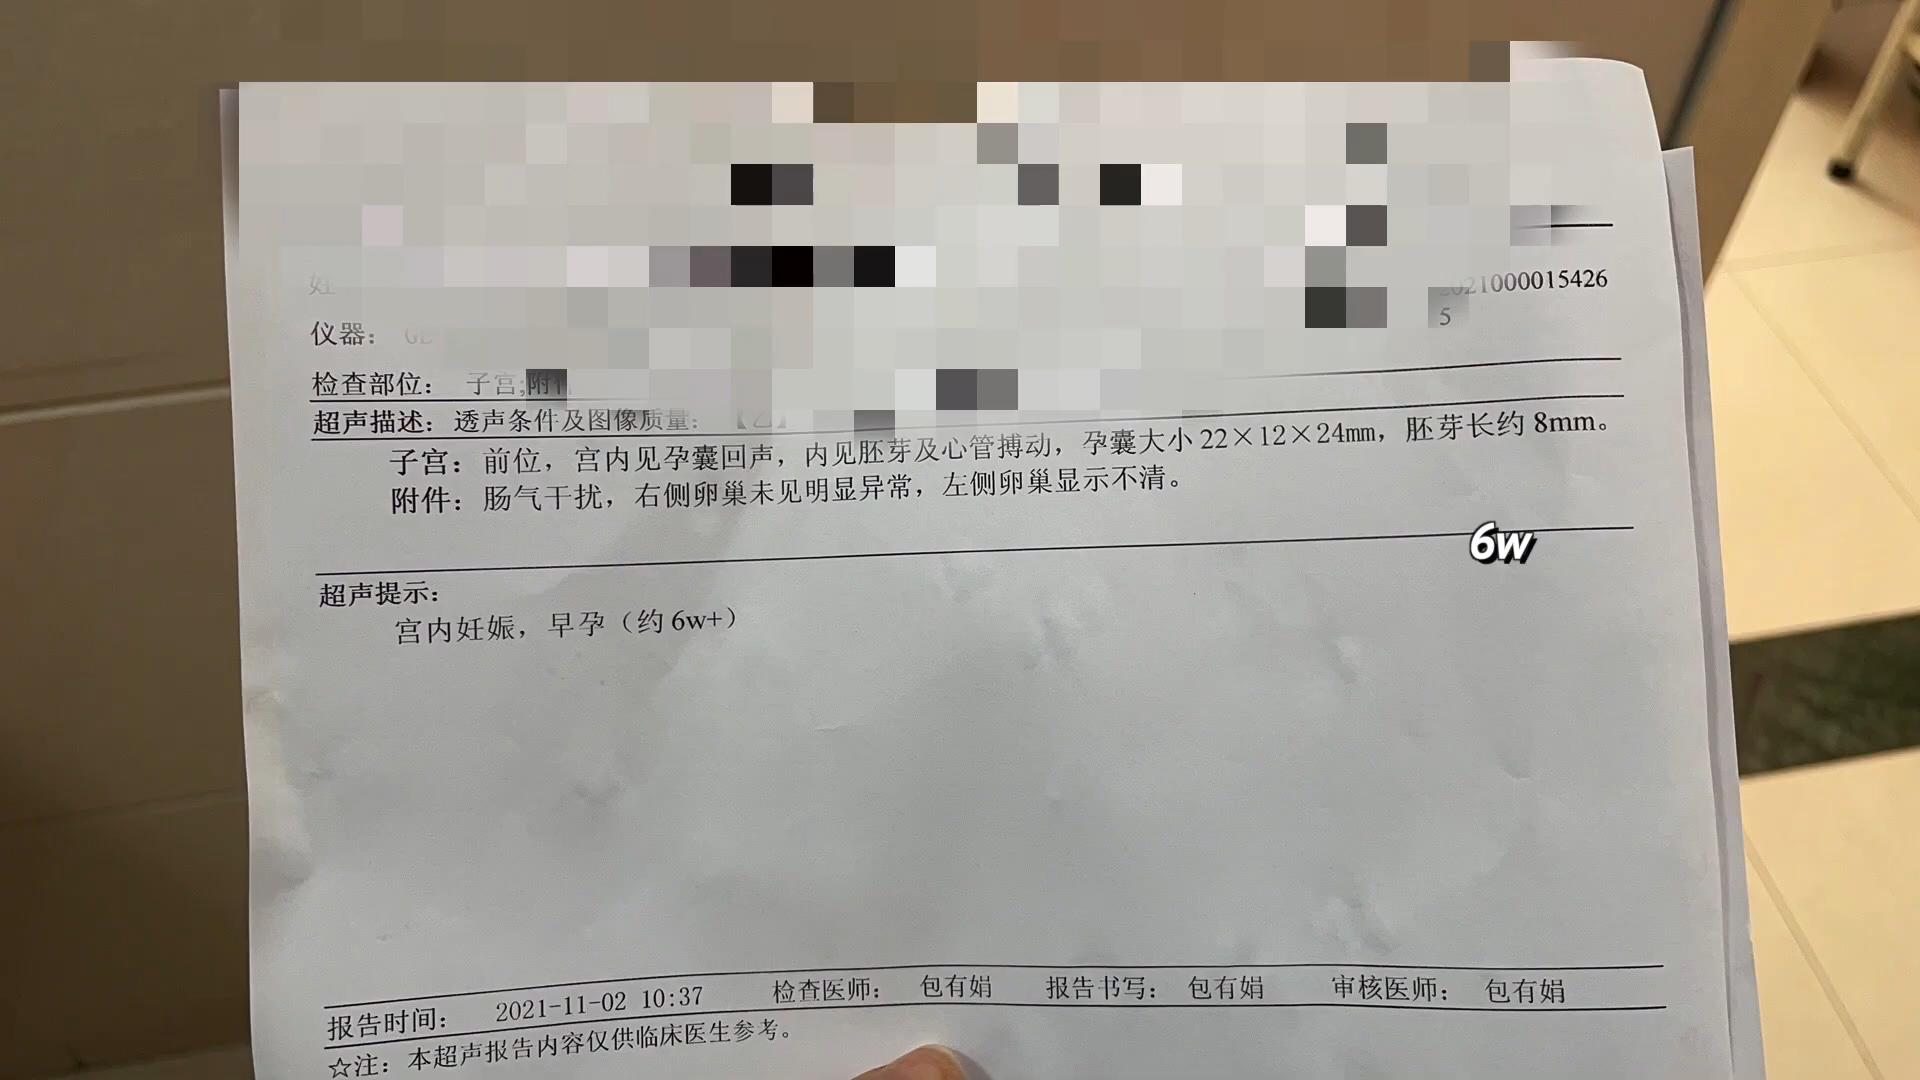 姓
2021000015426
仪器： GE
5
检查部位： 子宫;附件
超声描述： 透声条件及图像质量：【乙】
子宫：前位，宫内见孕囊回声，内见胚芽及心管搏动，孕囊大小22×12×24mm，胚芽长约8mm。
附件：肠气干扰，右侧卵巢未见明显异常，左侧卵巢显示不清。
6w
超声提示：
宫内妊娠，早孕（约6w+）
报告时间： 2021-11-02 10:37 检查医师： 包有娟 报告书写： 包有娟 审核医师： 包有娟
☆注：本超声报告内容仅供临床医生参考。